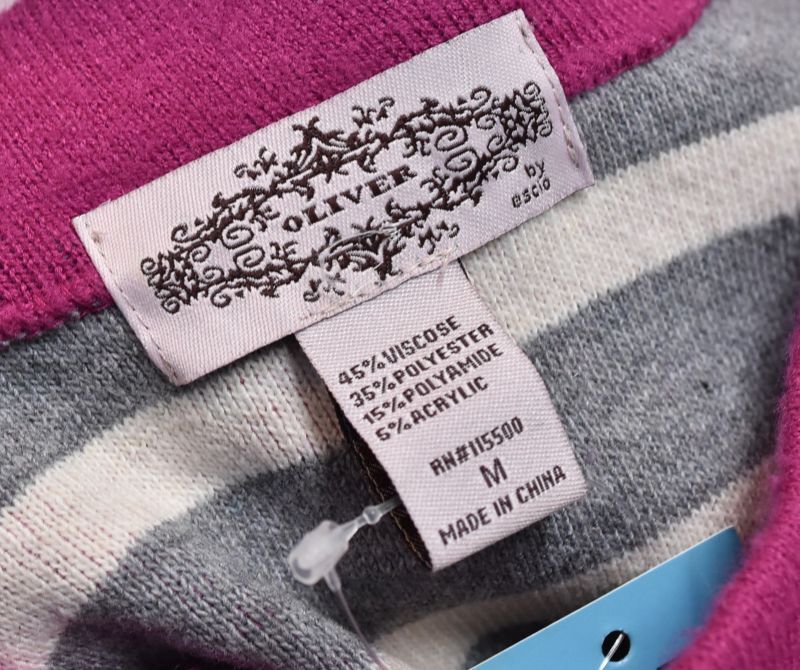 OLIVER
by
escio
45% VISCOSE
35% POLYESTER
15% POLYAMIDE
5% ACRYLIC
RN#115500
M
MADE IN CHINA